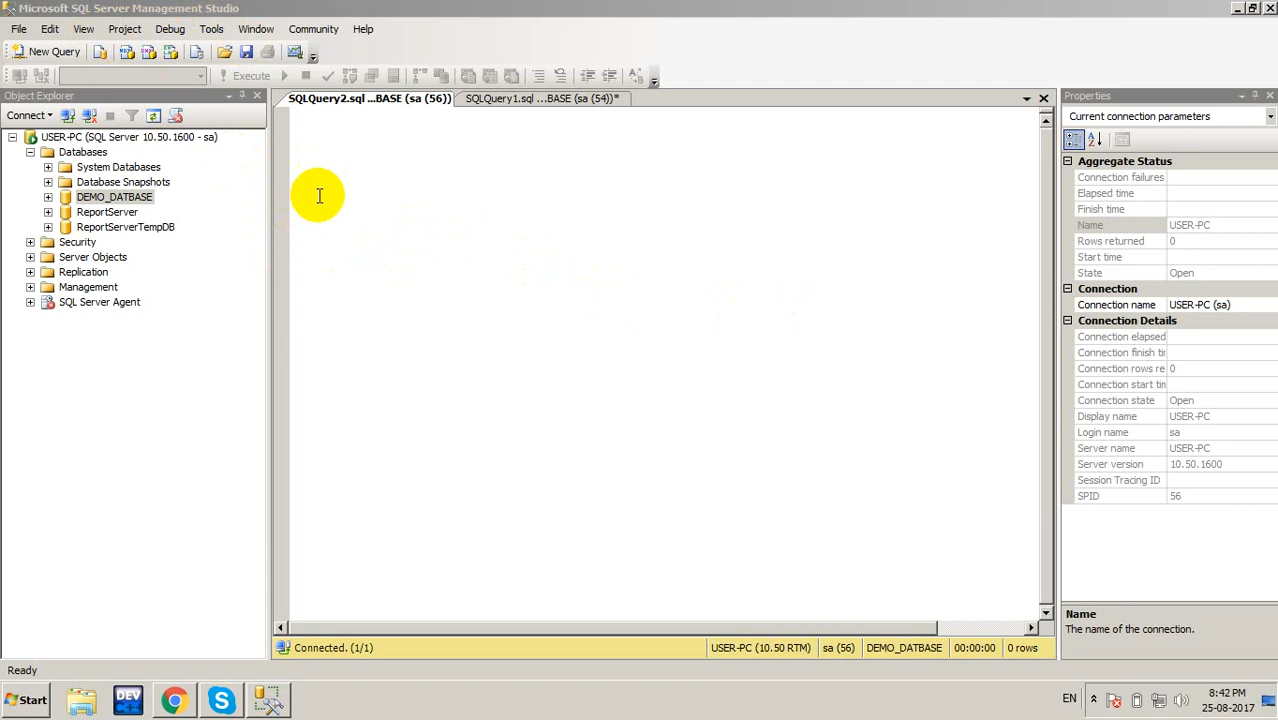 Microsoft SQL Server Management Studio
File Edit View Project Debug Tools Window Community Help
New Query
Execute
Object Explorer
Connect
USER-PC (SQL Server 10.50.1600 - sa)
Databases
System Databases
Database Snapshots
DEMO_DATBASE
ReportServer
ReportServerTempDB
Security
Server Objects
Replication
Management
SQL Server Agent
SQLQuery2.sql ...BASE (sa (56)) SQLQuery1.sql ...BASE (sa (54))*
Connected. (1/1) USER-PC (10.50 RTM) sa (56) DEMO_DATBASE 00:00:00 0 rows
Properties
Current connection parameters
Aggregate Status
Connection failures
Elapsed time
Finish time
Name USER-PC
Rows returned 0
Start time
State Open
Connection
Connection name USER-PC (sa)
Connection Details
Connection elapsed
Connection finish tir
Connection rows re 0
Connection start tim
Connection state Open
Display name USER-PC
Login name sa
Server name USER-PC
Server version 10.50.1600
Session Tracing ID
SPID 56
Name
The name of the connection.
Ready
Start DEV C++ EN 8:42 PM
25-08-2017